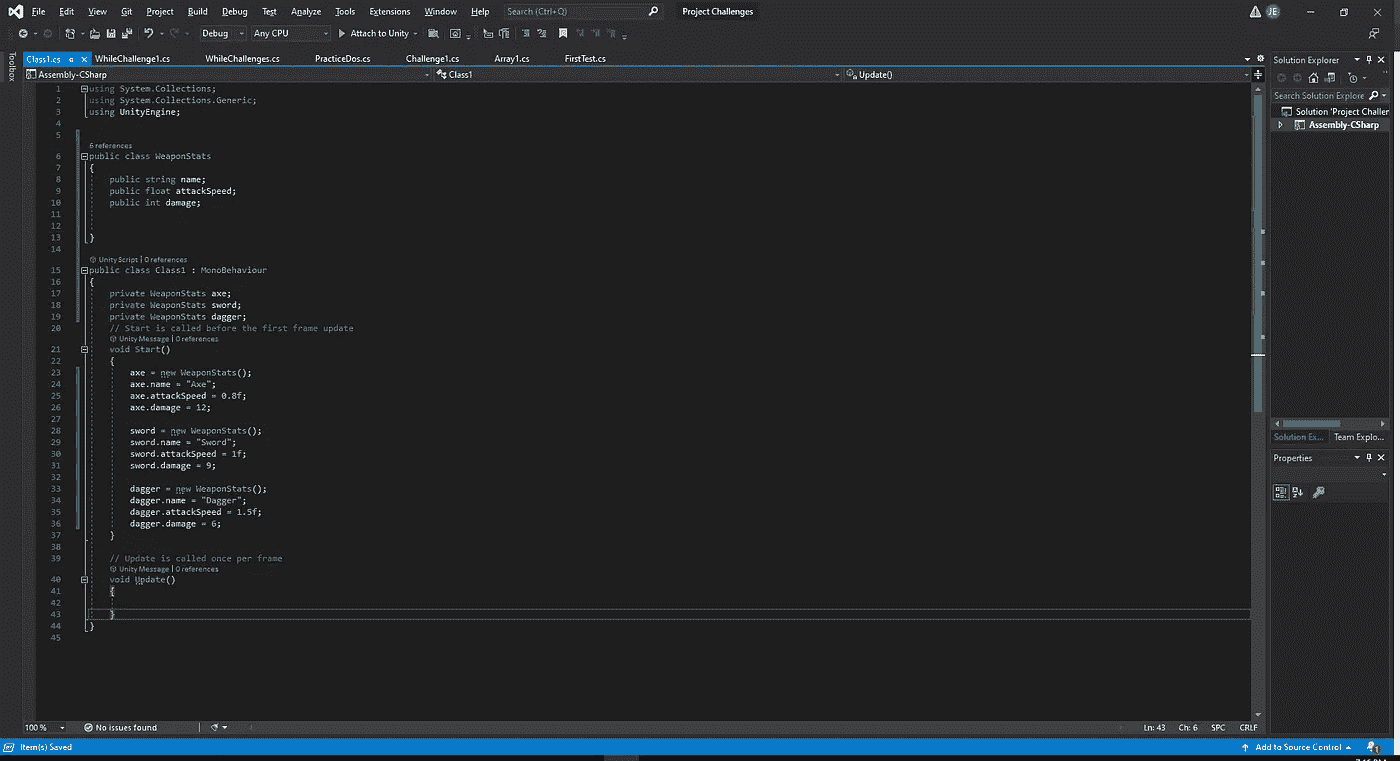 File Edit View Git Project Build Debug Test Analyze Tools Extensions Window Help Search (Ctrl+Q) Project Challenges JE
Debug Any CPU Attach to Unity
Toolbox
Class1.cs WhileChallenge1.cs WhileChallenges.cs PracticeDos.cs Challenge1.cs Array1.cs FirstTest.cs
Assembly-CSharp Class1 Update()
1 using System.Collections;
2 using System.Collections.Generic;
3 using UnityEngine;
4
5
6 references
6 public class WeaponStats
7 {
8 public string name;
9 public float attackSpeed;
10 public int damage;
11
12
13 }
14
Unity Script | 0 references
15 public class Class1 : MonoBehaviour
16 {
17 private WeaponStats axe;
18 private WeaponStats sword;
19 private WeaponStats dagger;
20 // Start is called before the first frame update
Unity Message | 0 references
21 void Start()
22 {
23 axe = new WeaponStats();
24 axe.name = "Axe";
25 axe.attackSpeed = 0.8f;
26 axe.damage = 12;
27
28 sword = new WeaponStats();
29 sword.name = "Sword";
30 sword.attackSpeed = 1f;
31 sword.damage = 9;
32
33 dagger = new WeaponStats();
34 dagger.name = "Dagger";
35 dagger.attackSpeed = 1.5f;
36 dagger.damage = 6;
37 }
38
39 // Update is called once per frame
Unity Message | 0 references
40 void Update()
41 {
42
43 }
44 }
45
100 % No issues found Ln: 43 Ch: 6 SPC CRLF
Item(s) Saved Add to Source Control 1
Solution Explorer
Search Solution Explore
Solution 'Project Challer
Assembly-CSharp
Solution Ex... Team Explo...
Properties